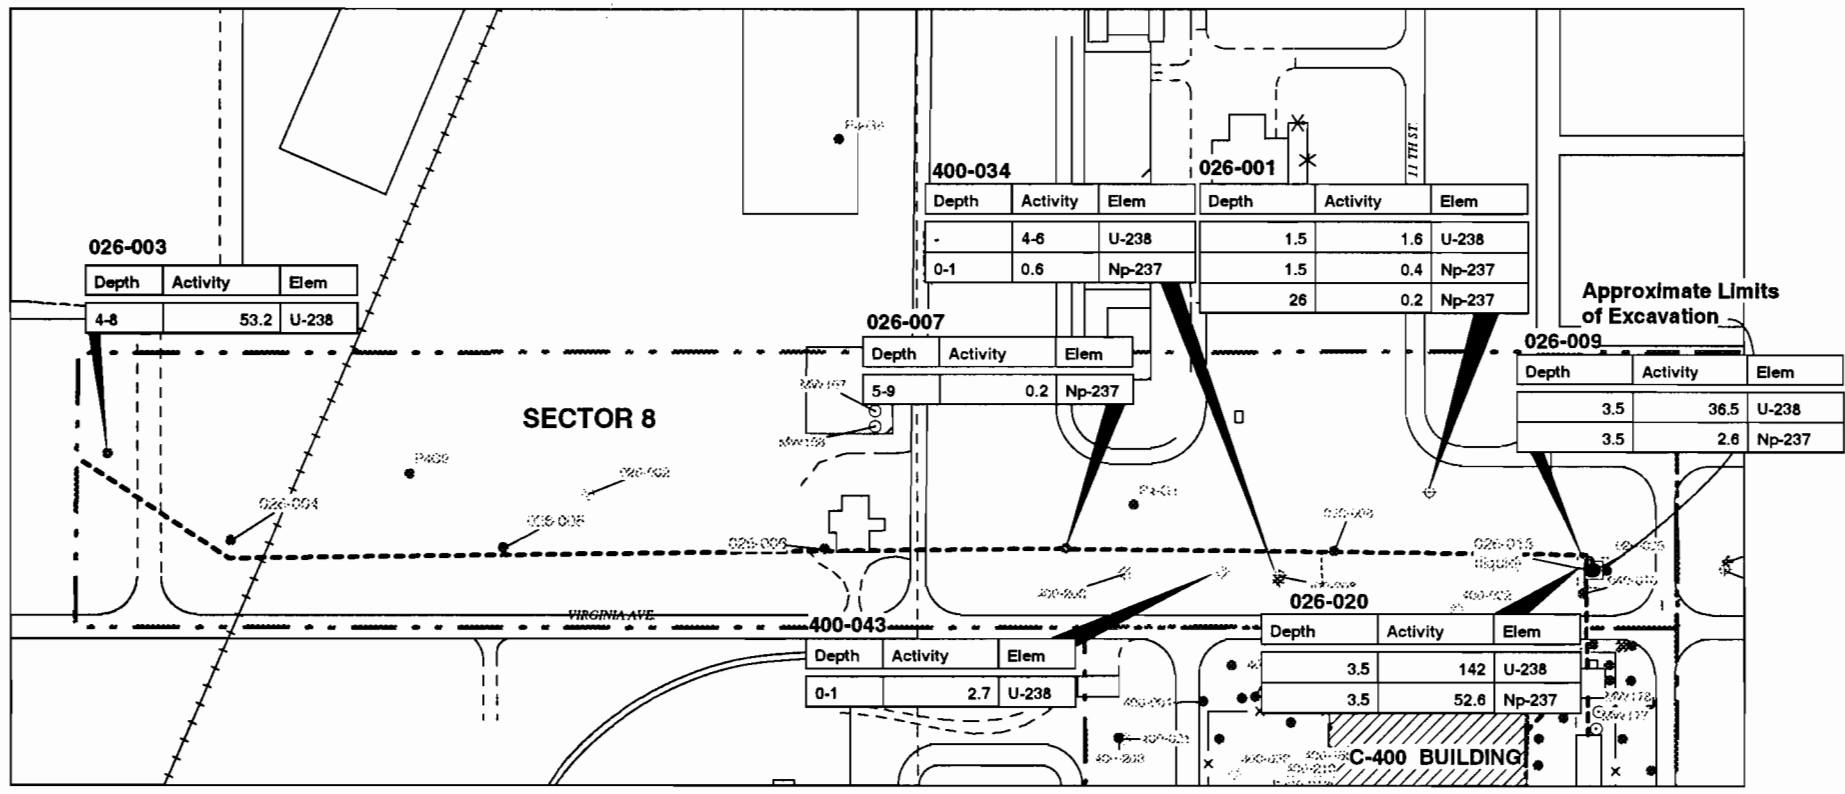 400-034
Depth Activity Elem
- 4-6 U-238
0-1 0.6 Np-237
026-001
Depth Activity Elem
1.5 1.6 U-238
1.5 0.4 Np-237
26 0.2 Np-237
11 TH ST.
026-003
Depth Activity Elem
4-8 53.2 U-238
Approximate Limits
of Excavation
026-007
Depth Activity Elem
5-9 0.2 Np-237
026-009
Depth Activity Elem
3.5 36.5 U-238
3.5 2.6 Np-237
SECTOR 8
026-004
026-002
VIRGINIA AVE.
400-043
Depth Activity Elem
0-1 2.7 U-238
026-020
Depth Activity Elem
3.5 142 U-238
3.5 52.6 Np-237
C-400 BUILDING